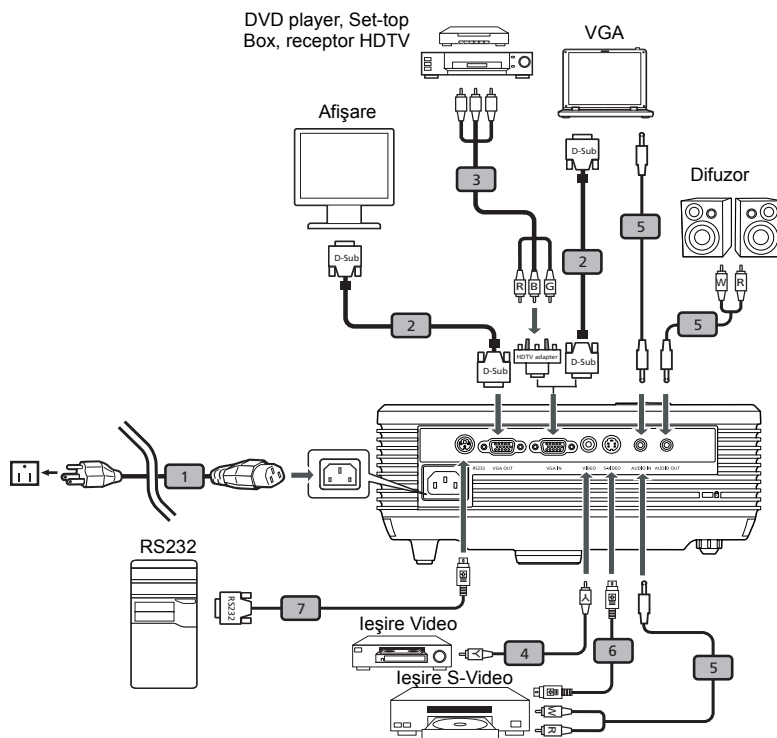 DVD player, Set-top
Box, receptor HDTV
VGA
Afişare
D-Sub
3
Difuzor
D-Sub
5
2
R B G
W R
2
5
HDTV adapter
D-Sub
D-Sub
1
RS232
VGA OUT
VGA IN
VIDEO
S-VIDEO
AUDIO IN
AUDIO OUT
RS232
RS232
7
Ieşire Video
Y
Y
4
6
5
Ieşire S-Video
W
R